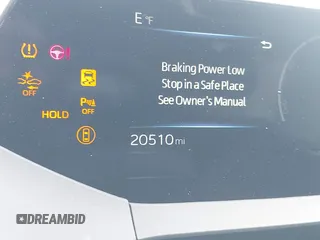 E °F
Braking Power Low
Stop in a Safe Place
See Owner's Manual
OFF
HOLD
P
OFF
20510 mi
DREAMBID